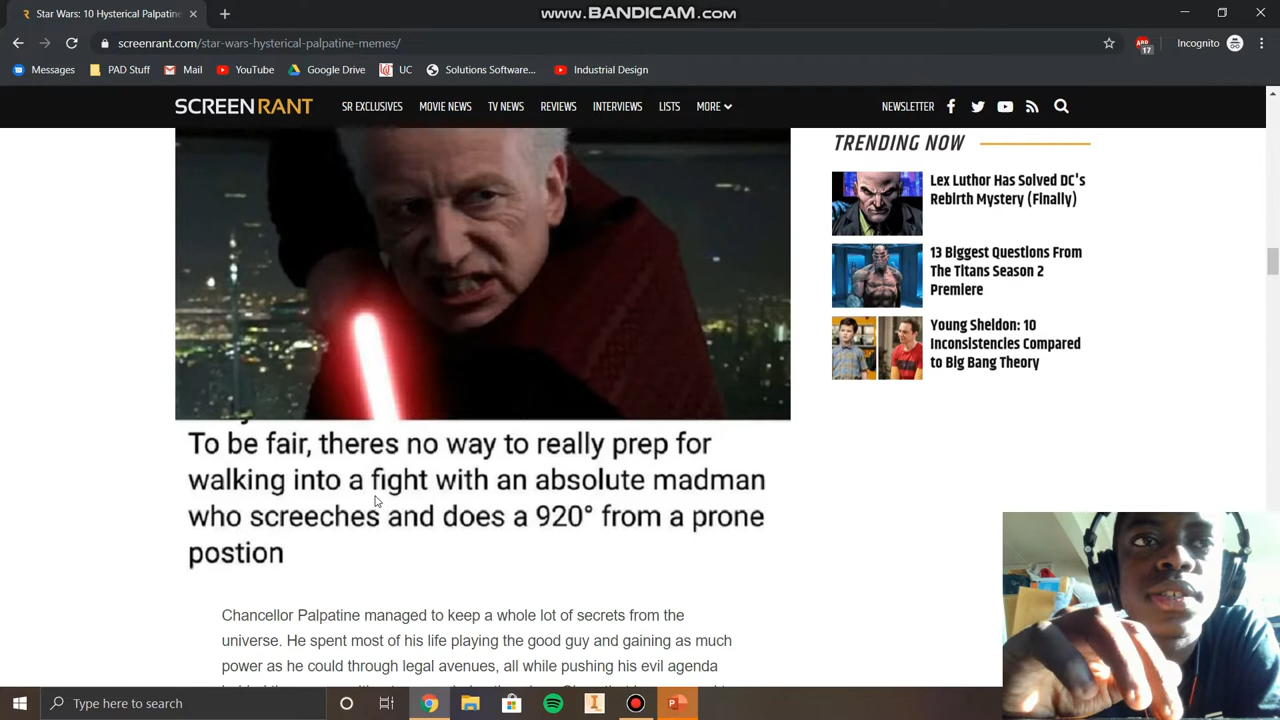 Star Wars: 10 Hysterical Palpatine
WWW.BANDICAM.COM
screenrant.com/star-wars-hysterical-palpatine-memes/
ABP
17
Incognito
Messages
PAD Stuff
Mail
YouTube
Google Drive
UC
Solutions Software...
Industrial Design
SCREENRANT
SR EXCLUSIVES
MOVIE NEWS
TV NEWS
REVIEWS
INTERVIEWS
LISTS
MORE
NEWSLETTER
TRENDING NOW
Lex Luthor Has Solved DC's
Rebirth Mystery (Finally)
13 Biggest Questions From
The Titans Season 2
Premiere
Young Sheldon: 10
Inconsistencies Compared
to Big Bang Theory
To be fair, theres no way to really prep for
walking into a fight with an absolute madman
who screeches and does a 920° from a prone
postion
Chancellor Palpatine managed to keep a whole lot of secrets from the
universe. He spent most of his life playing the good guy and gaining as much
power as he could through legal avenues, all while pushing his evil agenda
Type here to search